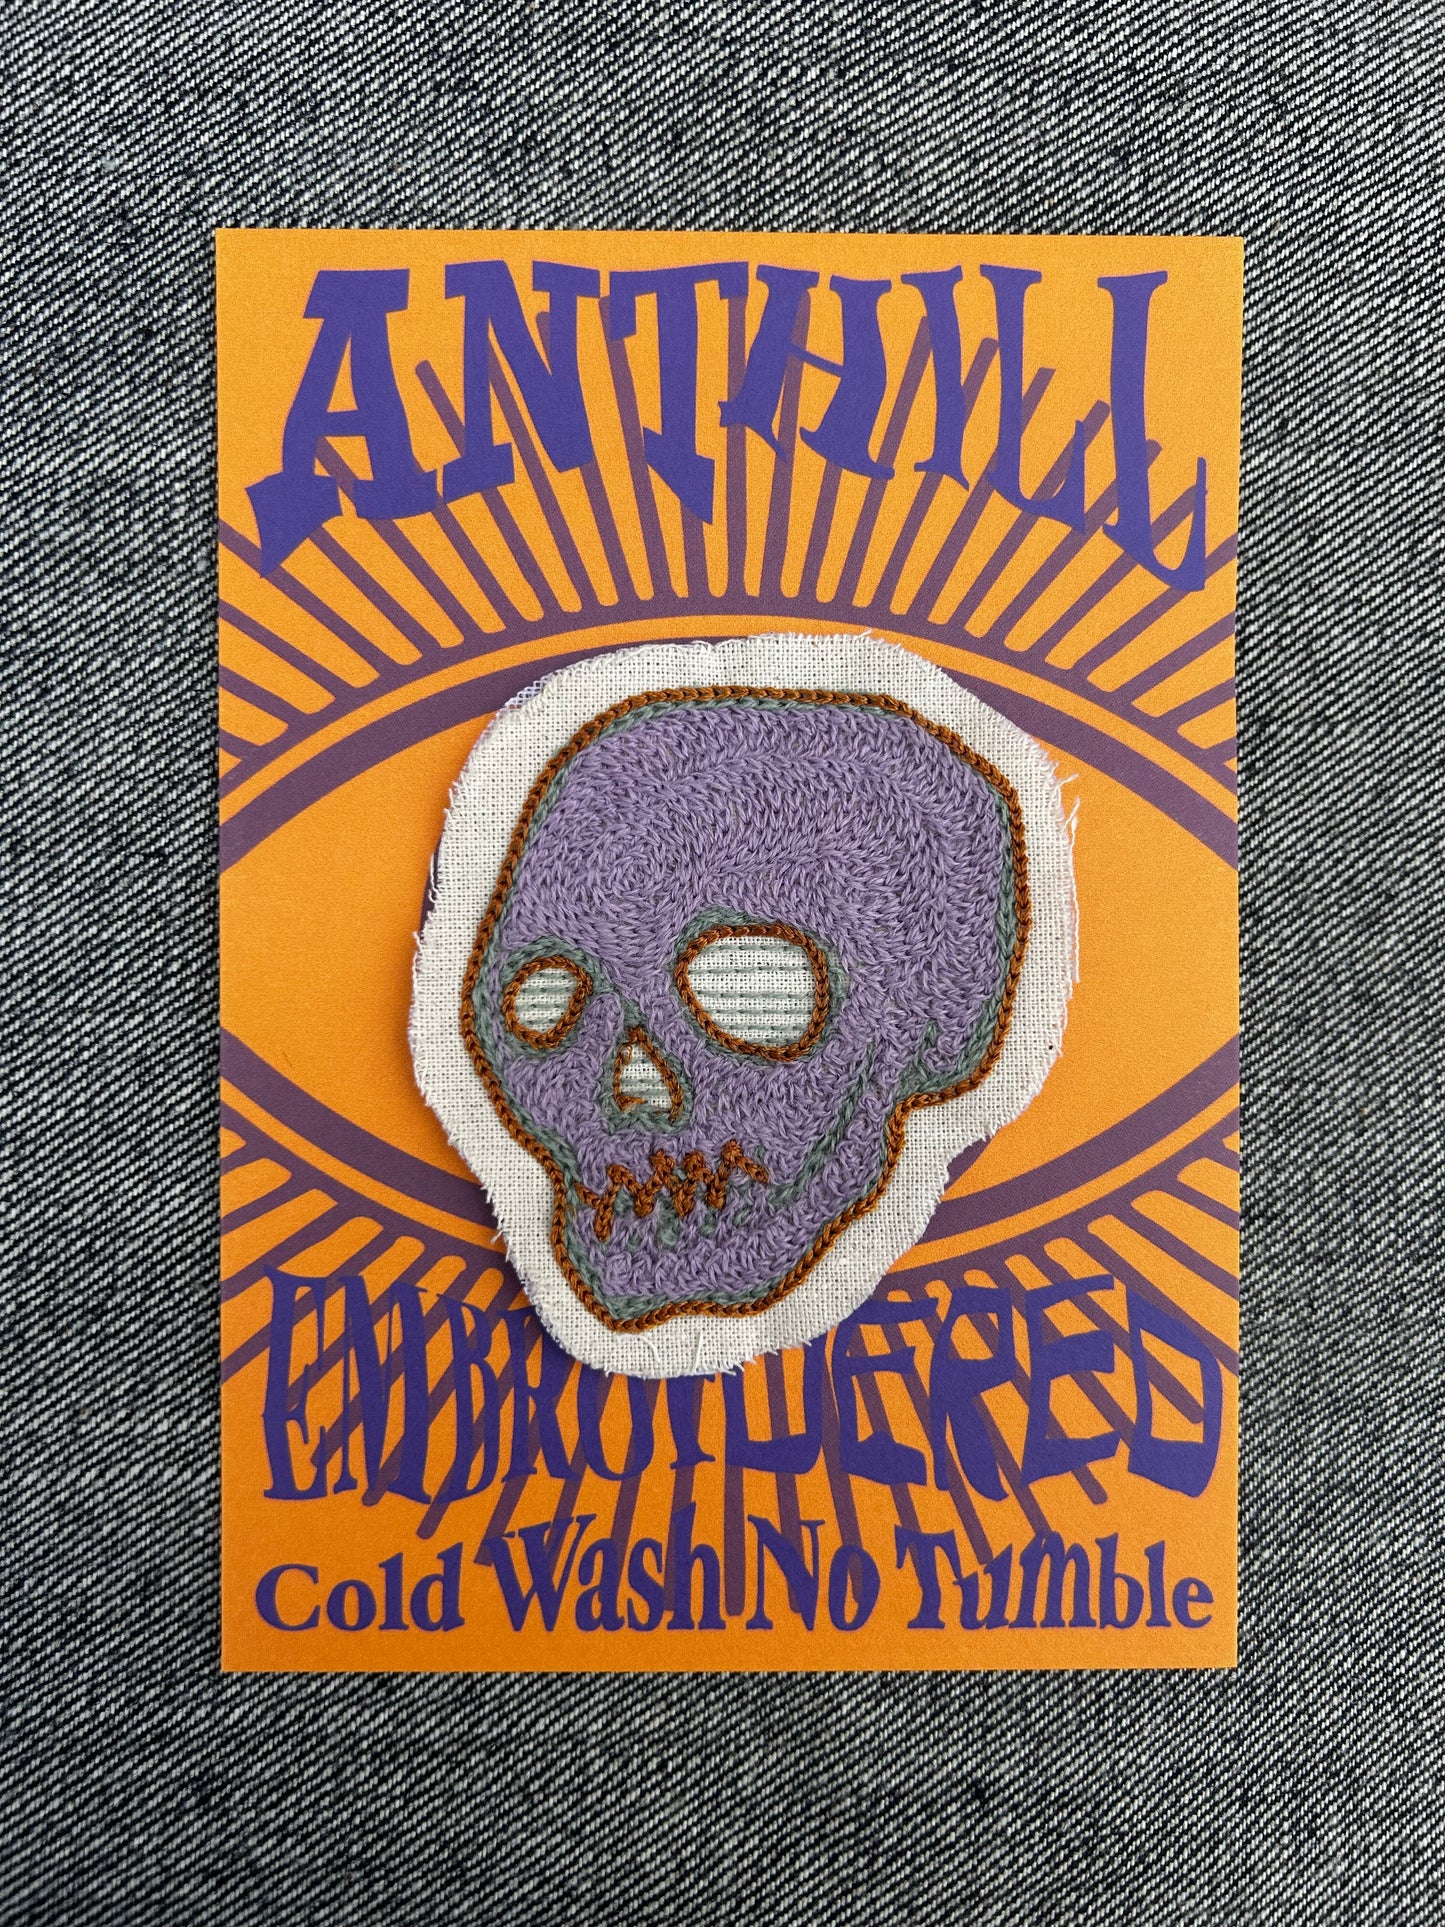 ANTHILL
EMBROIDERED
Cold Wash No Tumble